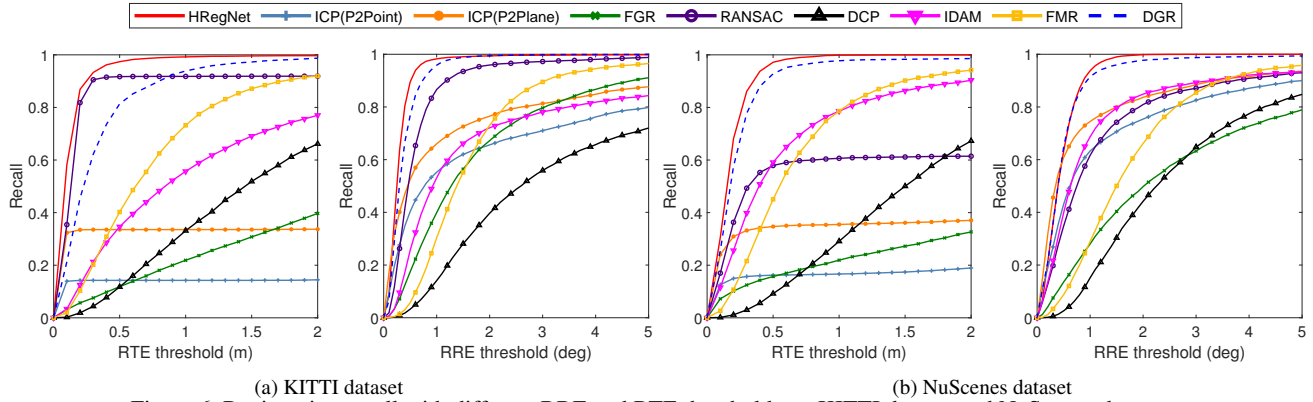 HRegNet ICP(P2Point) ICP(P2Plane) FGR RANSAC DCP IDAM FMR DGR
1
0.8
0.6
0.4
0.2
0
Recall
0 0.5 1 1.5 2
RTE threshold (m)
1
0.8
0.6
0.4
0.2
0
Recall
0 1 2 3 4 5
RRE threshold (deg)
1
0.8
0.6
0.4
0.2
0
Recall
0 0.5 1 1.5 2
RTE threshold (m)
1
0.8
0.6
0.4
0.2
0
Recall
0 1 2 3 4 5
RRE threshold (deg)
(a) KITTI dataset
(b) NuScenes dataset